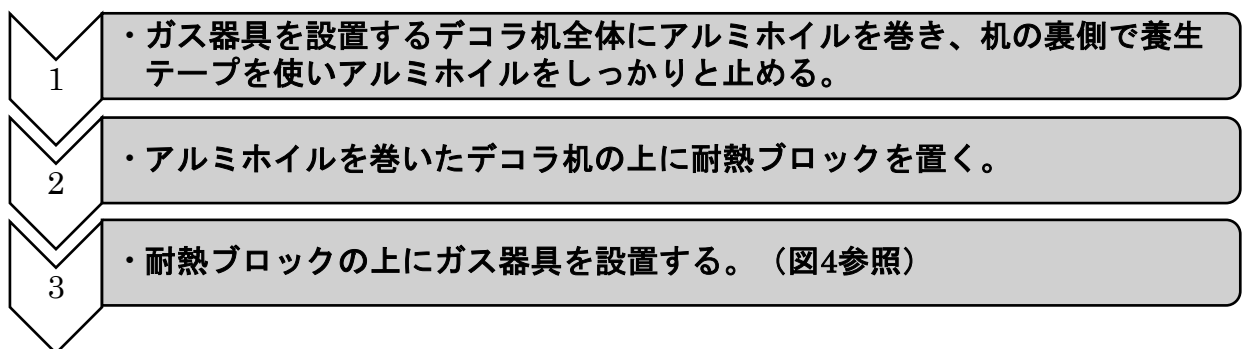 1
・ガス器具を設置するデコラ机全体にアルミホイルを巻き、机の裏側で養生
テープを使いアルミホイルをしっかりと止める。
2
・アルミホイルを巻いたデコラ机の上に耐熱ブロックを置く。
3
・耐熱ブロックの上にガス器具を設置する。（図4参照）